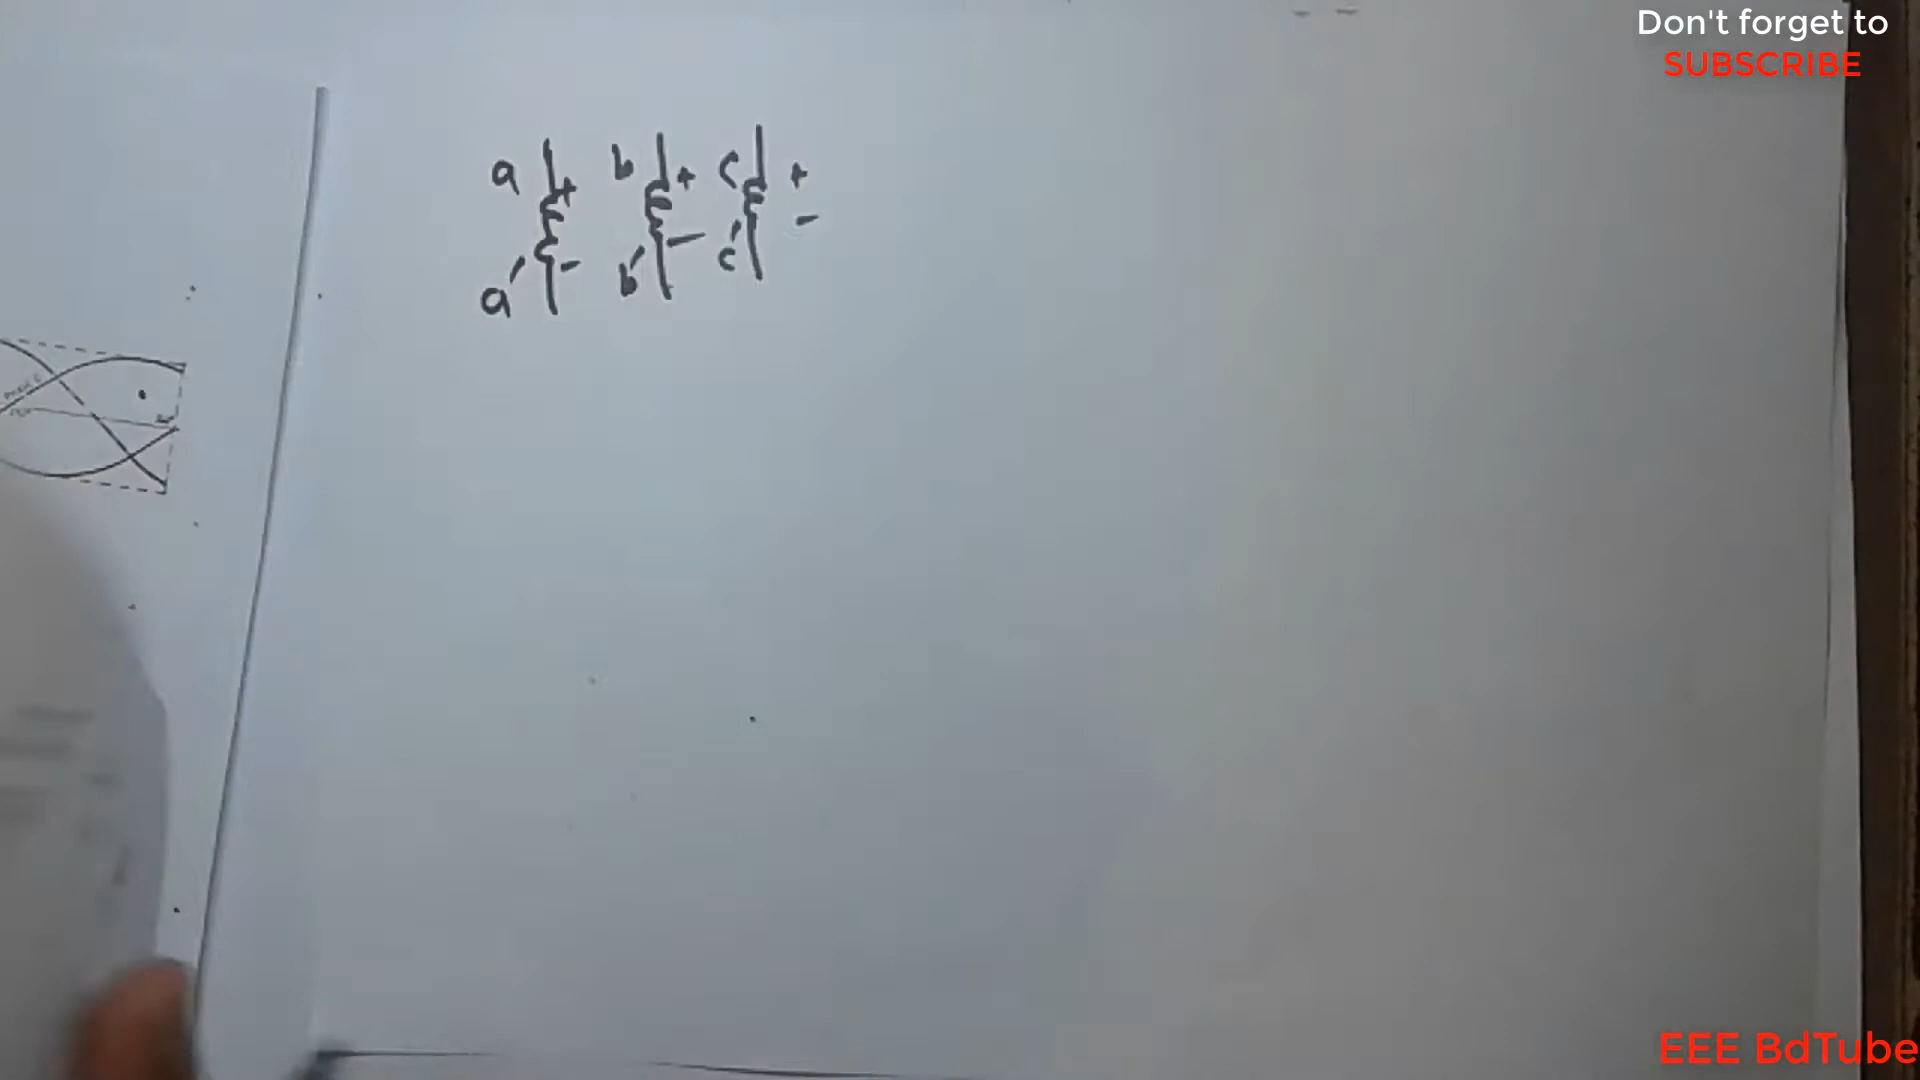 Don't forget to
SUBSCRIBE
a + b + c +
a' - b' - c' -
EEE BdTube